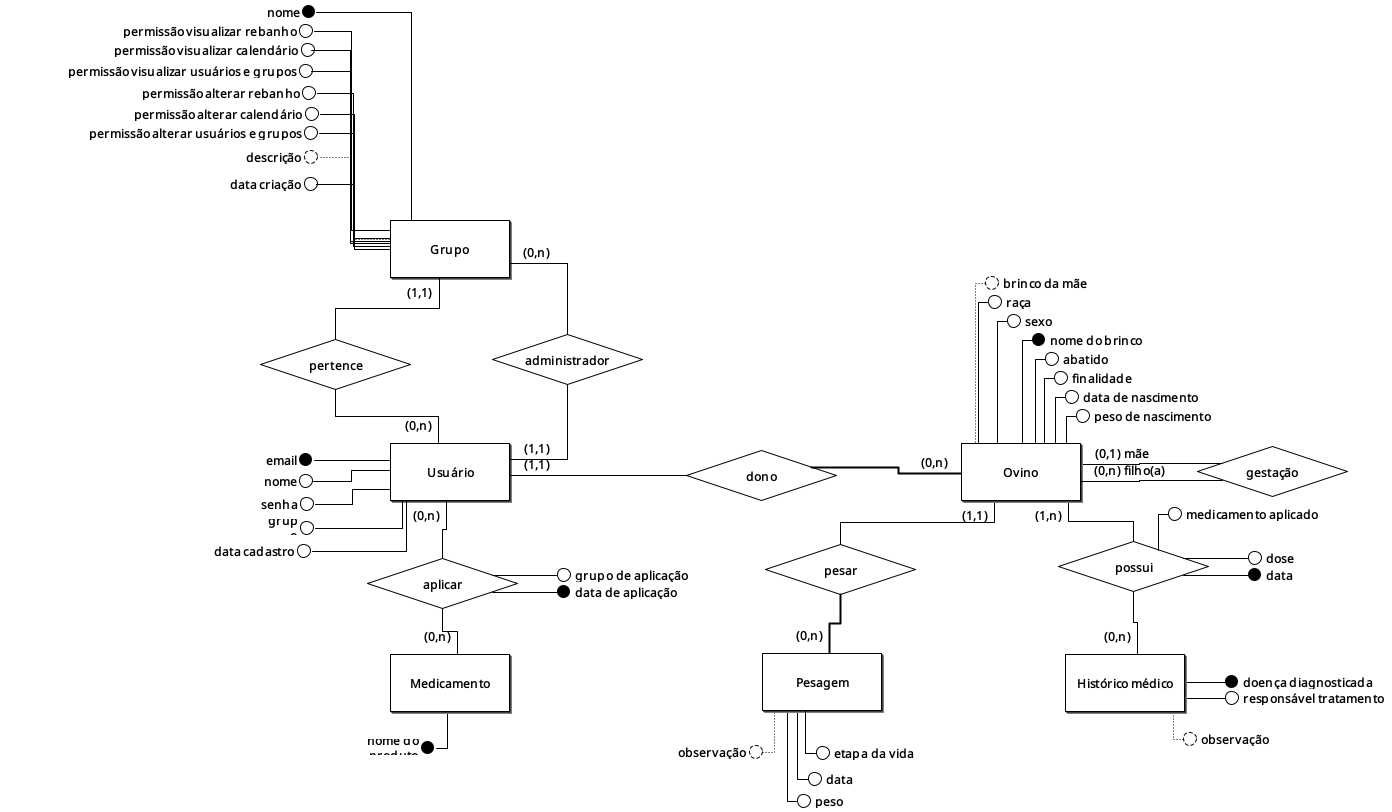 nome
permissão visualizar rebanho
permissão visualizar calendário
permissão visualizar usuários e grupos
permissão alterar rebanho
permissão alterar calendário
permissão alterar usuários e grupos
descrição
data criação
Grupo
(0,n)
(1,1)
pertence
administrador
(0,n)
brinco da mãe
raça
sexo
nome do brinco
abatido
finalidade
data de nascimento
peso de nascimento
email
nome
senha
grup
o
data cadastro
Usuário
(1,1)
(1,1)
(0,n)
dono
(0,n)
Ovino
(0,1) mãe
(0,n) filho(a)
gestação
(1,1)
(1,n)
medicamento aplicado
aplicar
grupo de aplicação
data de aplicação
pesar
possui
dose
data
(0,n)
(0,n)
(0,n)
Medicamento
Pesagem
Histórico médico
doença diagnosticada
responsável tratamento
nome do
produto
observação
etapa da vida
data
peso
observação